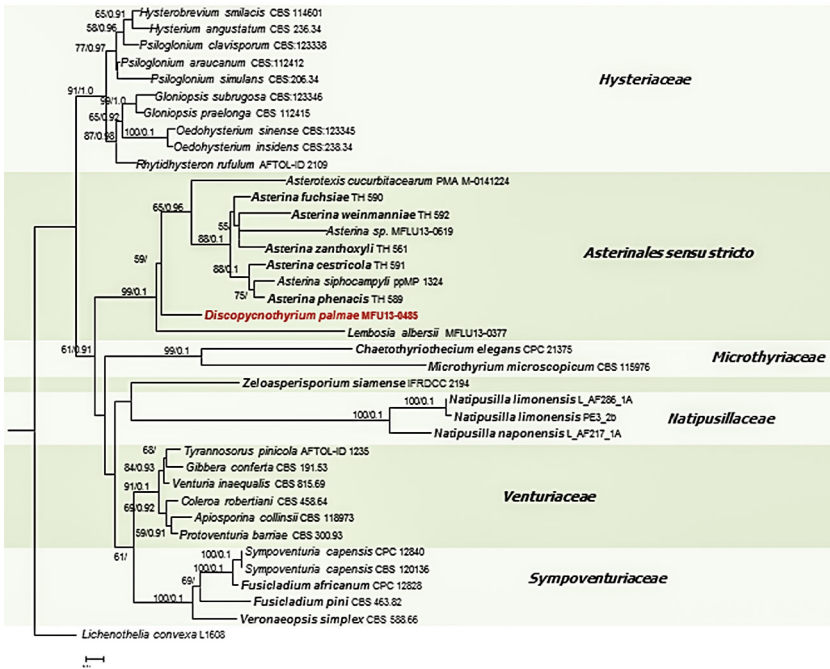 Hysterobrevium smilacis CBS 114601
65/0.91
Hysterium angustatum CBS 236.34
58/0.96
Psiloglonium clavisporum CBS:123338
77/0.97
Psiloglonium araucanum CBS:112412
Psiloglonium simulans CBS:206.34
Hysteriaceae
91/1.0
Gloniopsis subrugosa CBS:123346
99/1.0
Gloniopsis praelonga CBS 112415
65/0.92
Oedohysterium sinense CBS:123345
100/0.1
87/0.98
Oedohysterium insidens CBS:238.34
Rhytidhysteron rufulum AFTOL-ID 2109
Asterotexis cucurbitacearum PMA M-0141224
Asterina fuchsiae TH 590
65/0.96
Asterina weinmanniae TH 592
55/
Asterina sp. MFLU13-0619
88/0.1
Asterina zanthoxyli TH 561
Asterinales sensu stricto
59/
Asterina cestricola TH 591
88/0.1
Asterina siphocampyli ppMP 1324
99/0.1
75/
Asterina phenacis TH 589
Discopycnothyrium palmae MFU13-0485
Lembosia albersii MFLU13-0377
61/0.91
99/0.1
Chaetothyriothecium elegans CPC 21375
Microthyriaceae
Microthyrium microscopicum CBS 115976
Zeloasperisporium siamense IFRDCC 2194
100/0.1
Natipusilla limonensis L_AF286_1A
100/0.1
Natipusilla limonensis PE3_2b
Natipusillaceae
Natipusilla naponensis L_AF217_1A
68/
Tyrannosorus pinicola AFTOL-ID 1235
84/0.93
Gibbera conferta CBS 191.53
91/0.1
Venturia inaequalis CBS 815.69
Venturiaceae
Coleroa robertiani CBS 458.64
69/0.92
Apiosporina collinsii CBS 118973
59/0.91
Protoventuria barriae CBS 300.93
61/
100/0.1
Sympoventuria capensis CPC 12840
100/0.1
Sympoventuria capensis CBS 120136
69/
Fusicladium africanum CPC 12828
Sympoventuriaceae
100/0.1
Fusicladium pini CBS 463.82
Veronaeopsis simplex CBS 588.66
Lichenothelia convexa L1608